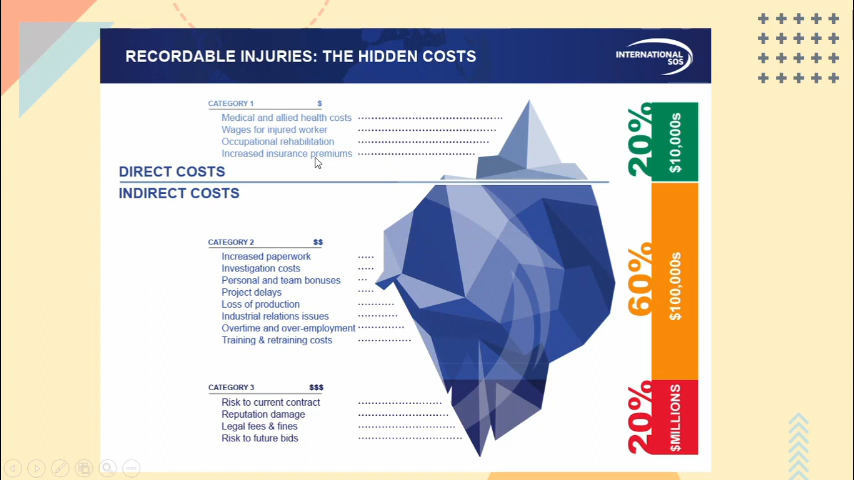 RECORDABLE INJURIES: THE HIDDEN COSTS
INTERNATIONAL
SOS
CATEGORY 1 $
Medical and allied health costs
Wages for injured worker
Occupational rehabilitation
Increased insurance premiums
DIRECT COSTS
INDIRECT COSTS
CATEGORY 2 $$
Increased paperwork
Investigation costs
Personal and team bonuses
Project delays
Loss of production
Industrial relations issues
Overtime and over-employment
Training & retraining costs
CATEGORY 3 $$$
Risk to current contract
Reputation damage
Legal fees & fines
Risk to future bids
20% $10,000s
60% $100,000s
20% $MILLIONS